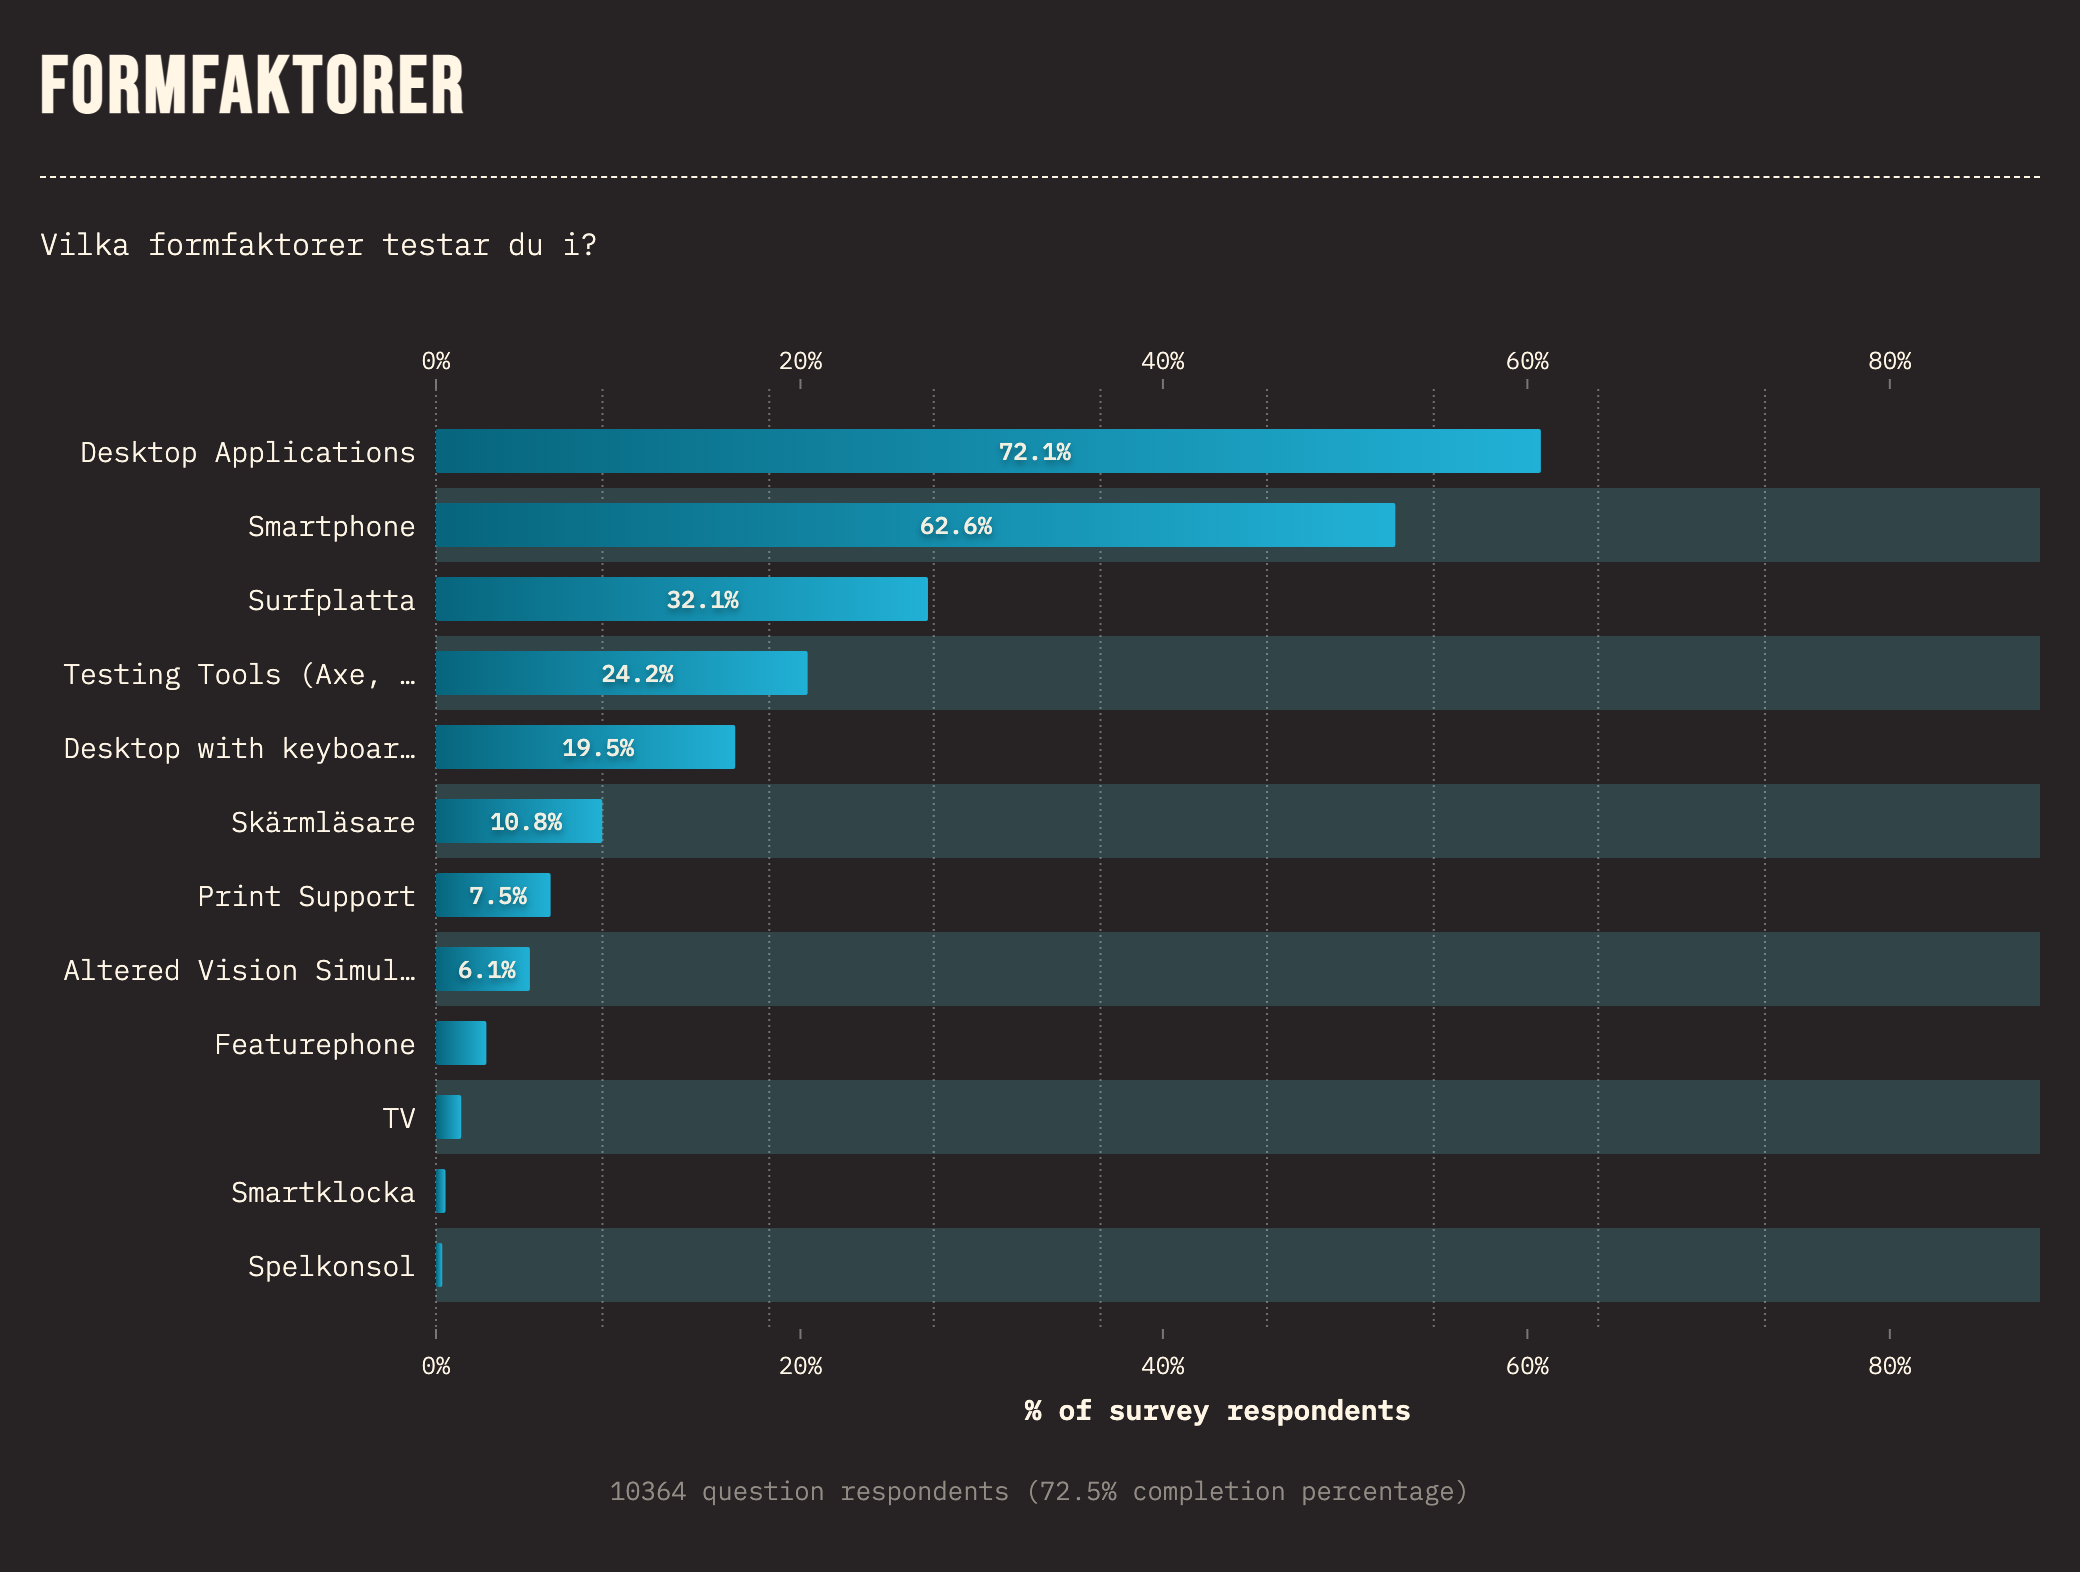 FORMFAKTORER
Vilka formfaktorer testar du i?
0% 20% 40% 60% 80%
Desktop Applications 72.1%
Smartphone 62.6%
Surfplatta 32.1%
Testing Tools (Axe, … 24.2%
Desktop with keyboar… 19.5%
Skärmläsare 10.8%
Print Support 7.5%
Altered Vision Simul… 6.1%
Featurephone
TV
Smartklocka
Spelkonsol
0% 20% 40% 60% 80%
% of survey respondents
10364 question respondents (72.5% completion percentage)